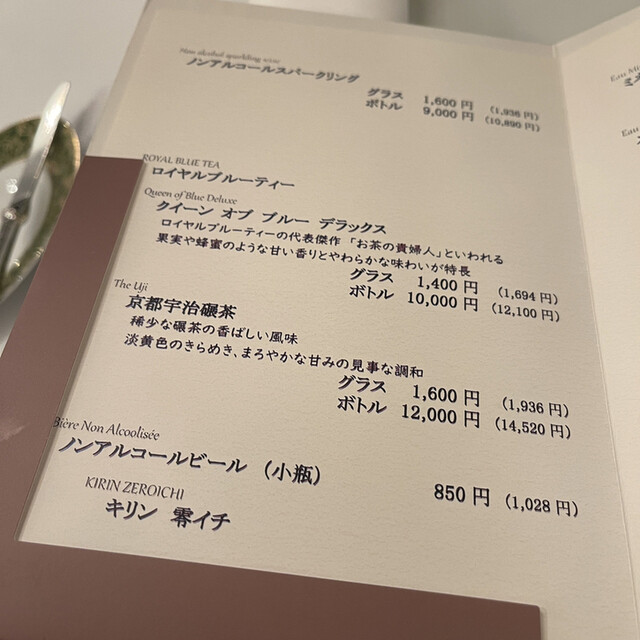 Non alcohol sparkling wine
ノンアルコールスパークリング
グラス 1,600 円 (1,936 円)
ボトル 9,000 円 (10,890 円)
ROYAL BLUE TEA
ロイヤルブルーティー
Queen of Blue Deluxe
クイーン オブ ブルー デラックス
ロイヤルブルーティーの代表傑作 「お茶の貴婦人」といわれる
果実や蜂蜜のような甘い香りとやわらかな味わいが特長
グラス 1,400 円 (1,694 円)
ボトル 10,000 円 (12,100 円)
The Uji
京都宇治碾茶
稀少な碾茶の香ばしい風味
淡黄色のきらめき、まろやかな甘みの見事な調和
グラス 1,600 円 (1,936 円)
ボトル 12,000 円 (14,520 円)
Bière Non Alcoolisée
ノンアルコールビール (小瓶)
850 円 (1,028 円)
KIRIN ZEROICHI
キリン 零イチ
Eau
Eau